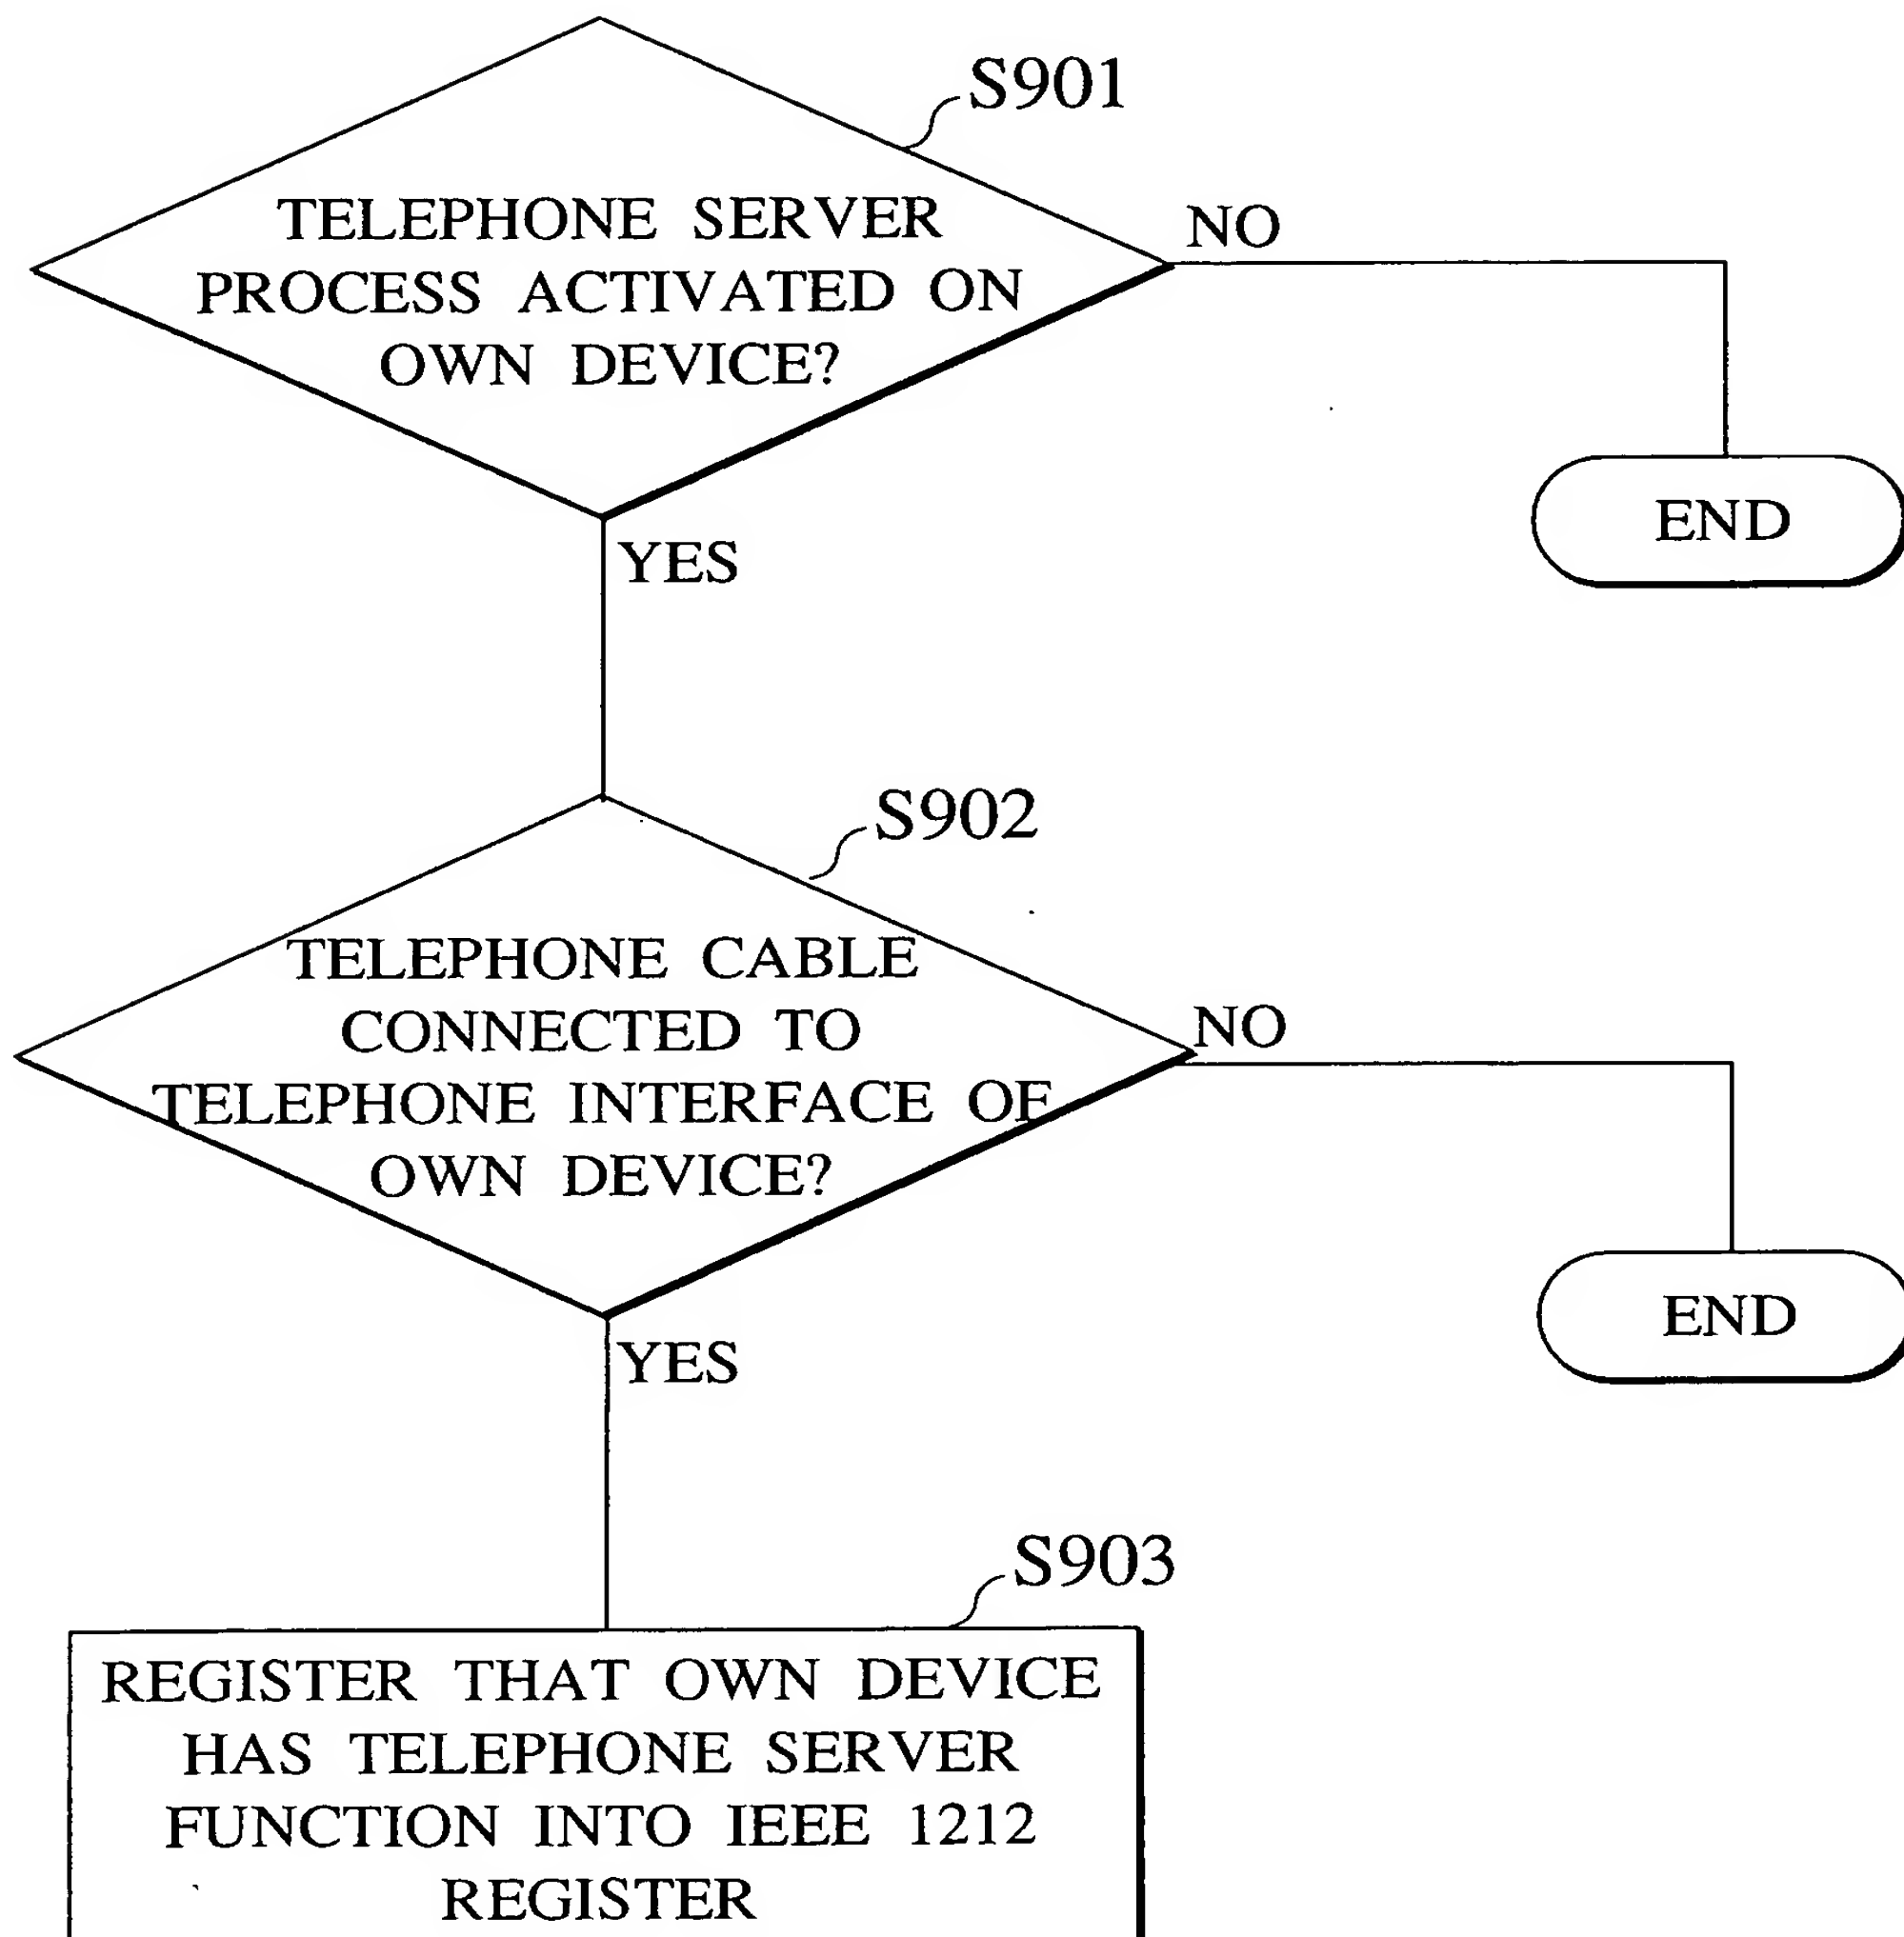 S901
TELEPHONE SERVER
PROCESS ACTIVATED ON
OWN DEVICE?
NO
END
YES
S902
TELEPHONE CABLE
CONNECTED TO
TELEPHONE INTERFACE OF
OWN DEVICE?
NO
END
YES
S903
REGISTER THAT OWN DEVICE
HAS TELEPHONE SERVER
FUNCTION INTO IEEE 1212
REGISTER